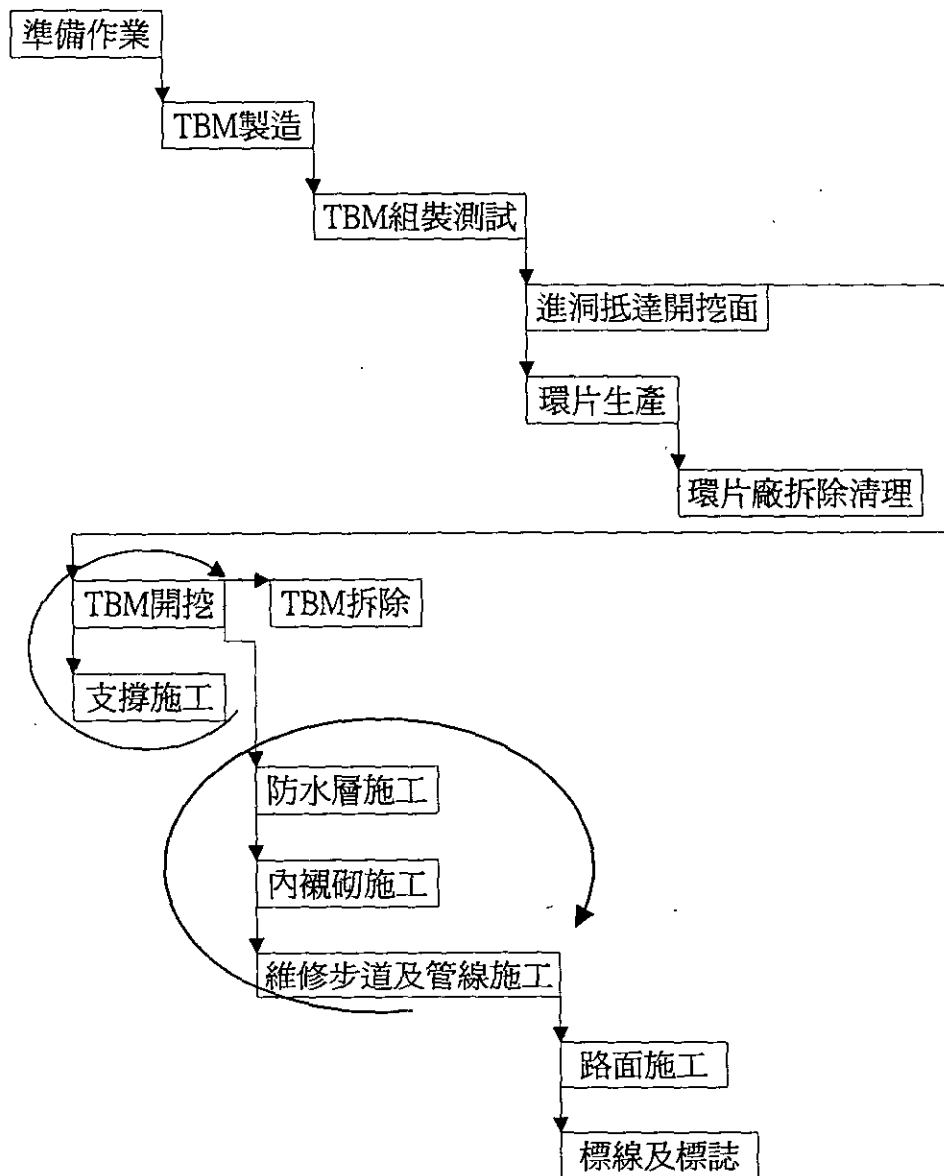 準備作業
TBM製造
TBM組裝測試
進洞抵達開挖面
環片生產
環片廠拆除清理
TBM開挖
TBM拆除
支撐施工
防水層施工
內襯砌施工
維修步道及管線施工
路面施工
標線及標誌